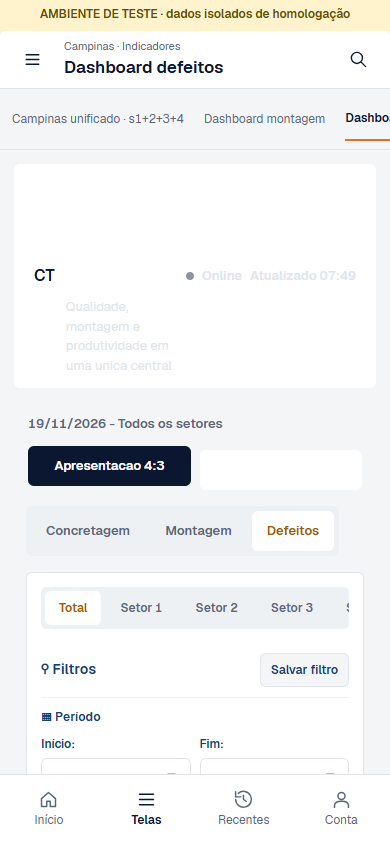 AMBIENTE DE TESTE · dados isolados de homologação
Campinas · Indicadores
Dashboard defeitos
Campinas unificado · s1+2+3+4 Dashboard montagem Dashbo
CT
Online Atualizado 07:49
Qualidade,
montagem e
produtividade em
uma unica central
19/11/2026 - Todos os setores
Apresentacao 4:3
Concretagem Montagem Defeitos
Total Setor 1 Setor 2 Setor 3
Filtros
Salvar filtro
Período
Início: Fim:
Início Telas Recentes Conta